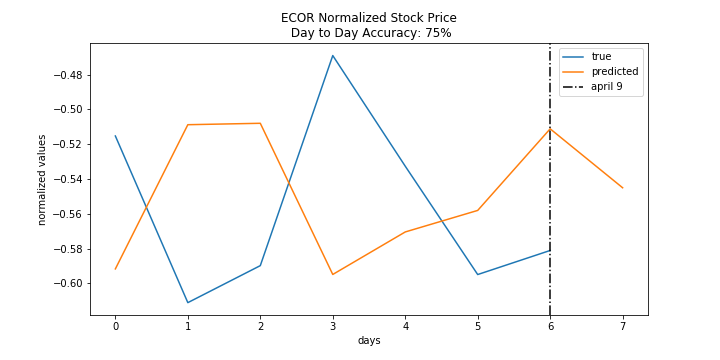 ECOR Normalized Stock Price
Day to Day Accuracy: 75%
true
predicted
april 9
−0.48
−0.50
−0.52
−0.54
−0.56
−0.58
−0.60
normalized values
0 1 2 3 4 5 6 7
days